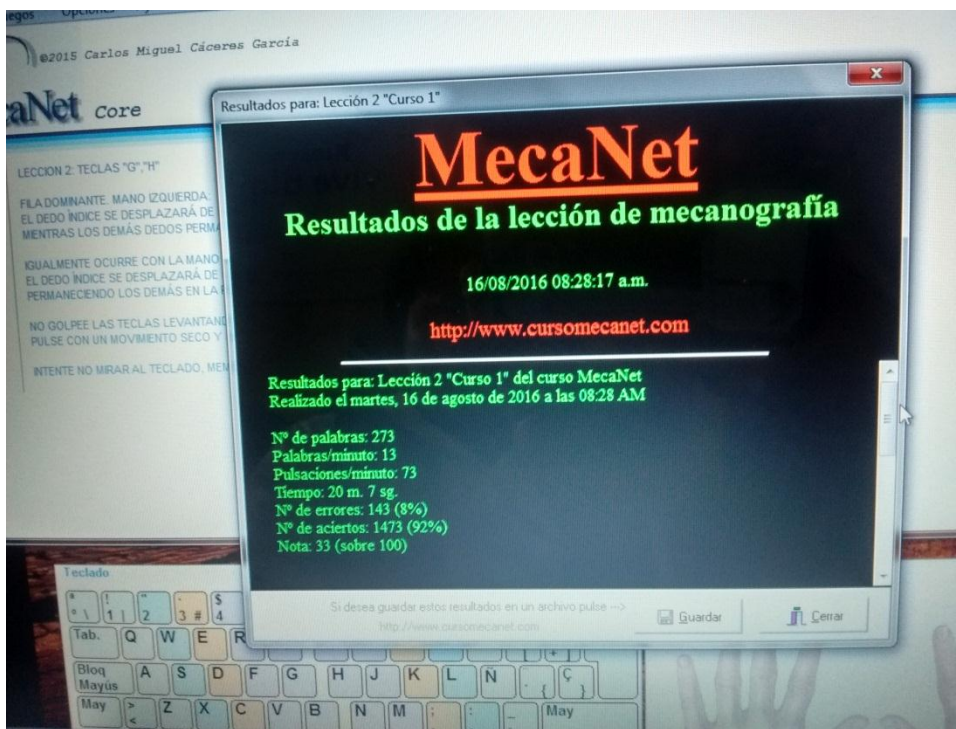 Opciones
©2015 Carlos Miguel Cáceres García
caNet Core
LECCION 2: TECLAS "G","H"
FILA DOMINANTE. MANO IZQUIERDA:
EL DEDO ÍNDICE SE DESPLAZARÁ DE
MIENTRAS LOS DEMÁS DEDOS PERMA
IGUALMENTE OCURRE CON LA MANO
EL DEDO ÍNDICE SE DESPLAZARÁ DE
PERMANECIENDO LOS DEMÁS EN LA
NO GOLPEE LAS TECLAS LEVANTAND
PULSE CON UN MOVIMIENTO SECO Y
INTENTE NO MIRAR AL TECLADO, MEM
Resultados para: Lección 2 "Curso 1"
MecaNet
Resultados de la lección de mecanografía
16/08/2016 08:28:17 a.m.
http://www.cursomecanet.com
Resultados para: Lección 2 "Curso 1" del curso MecaNet
Realizado el martes, 16 de agosto de 2016 a las 08:28 AM
Nº de palabras: 273
Palabras/minuto: 13
Pulsaciones/minuto: 73
Tiempo: 20 m. 7 sg.
Nº de errores: 143 (8%)
Nº de aciertos: 1473 (92%)
Nota: 33 (sobre 100)
Si desea guardar estos resultados en un archivo pulse -->
http://www.cursomecanet.com
Guardar
Cerrar
Teclado
ª ! " · $
º \ 1 | 2 3 # 4
Tab. Q W E R
Bloq Mayús A S D F G H J K L Ñ { Ç }
May > < Z X C V B N M ; : _ May